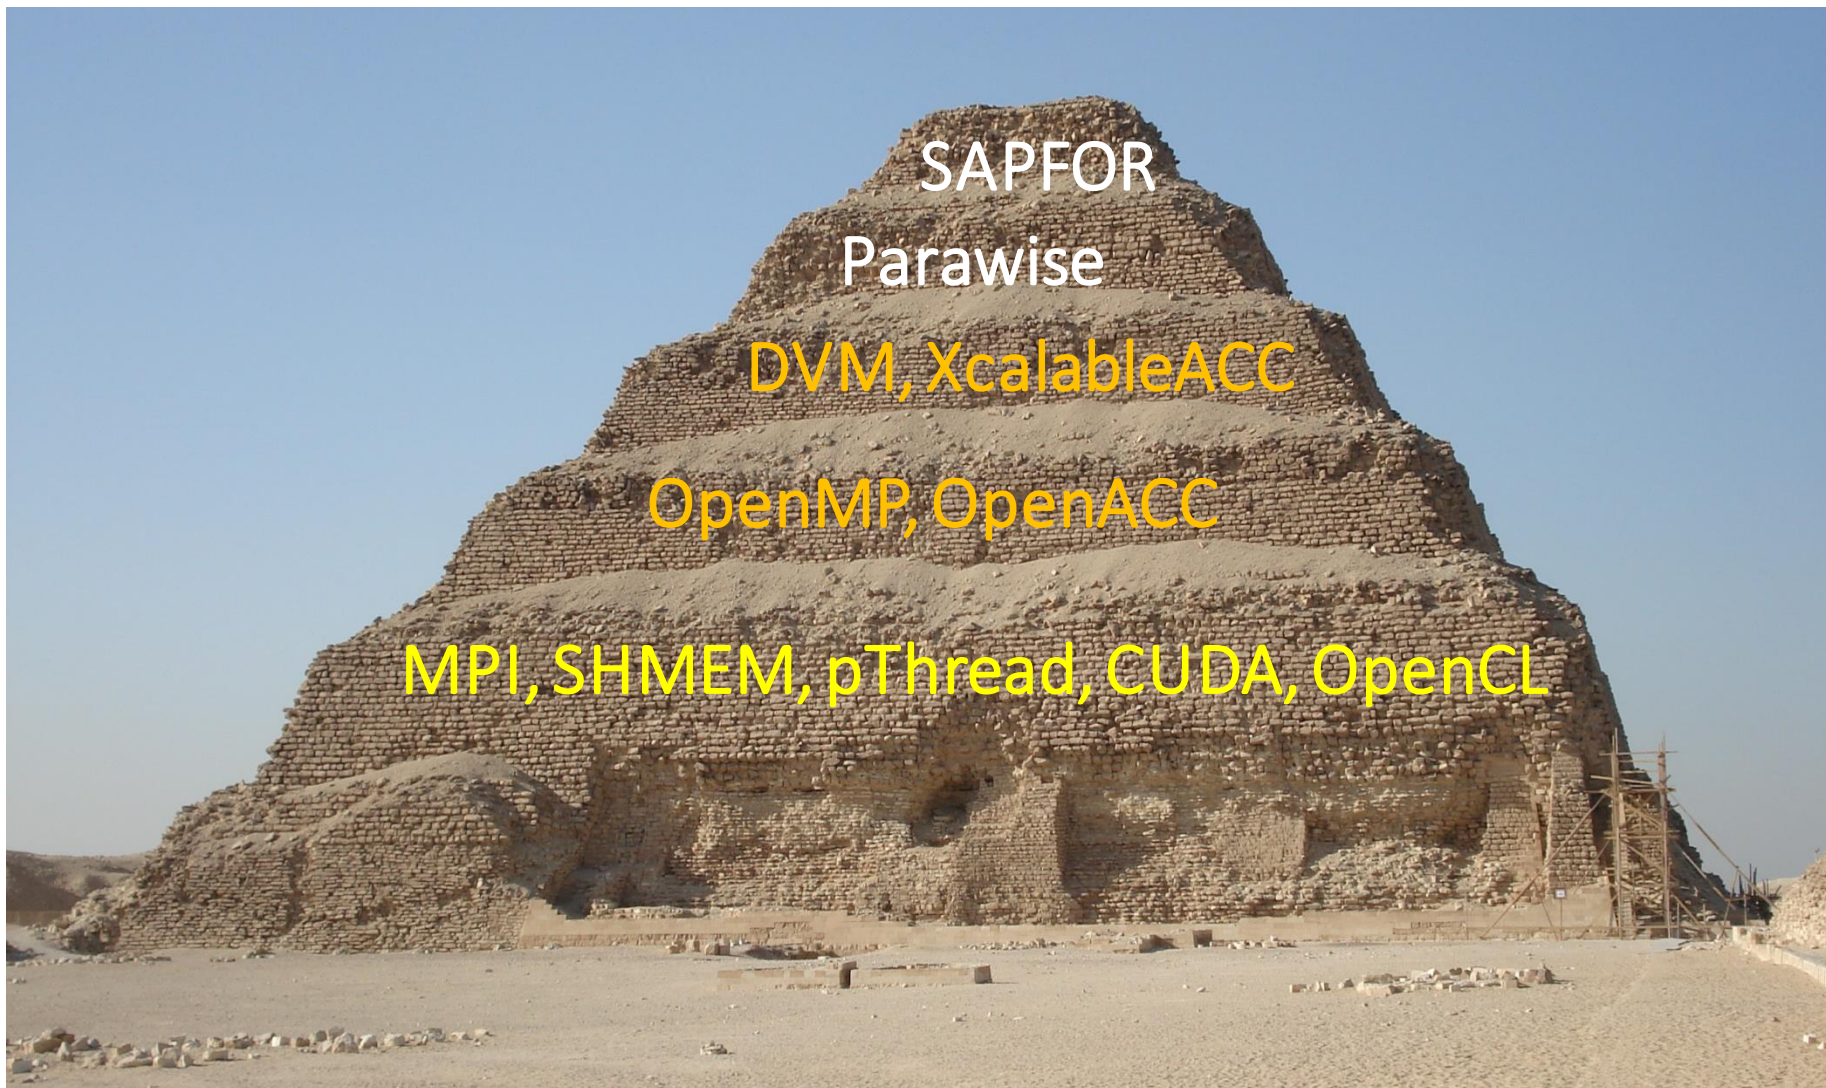 SAPFOR
Parawise
DVM, XcalableACC
OpenMP, OpenACC
MPI, SHMEM, pThread, CUDA, OpenCL